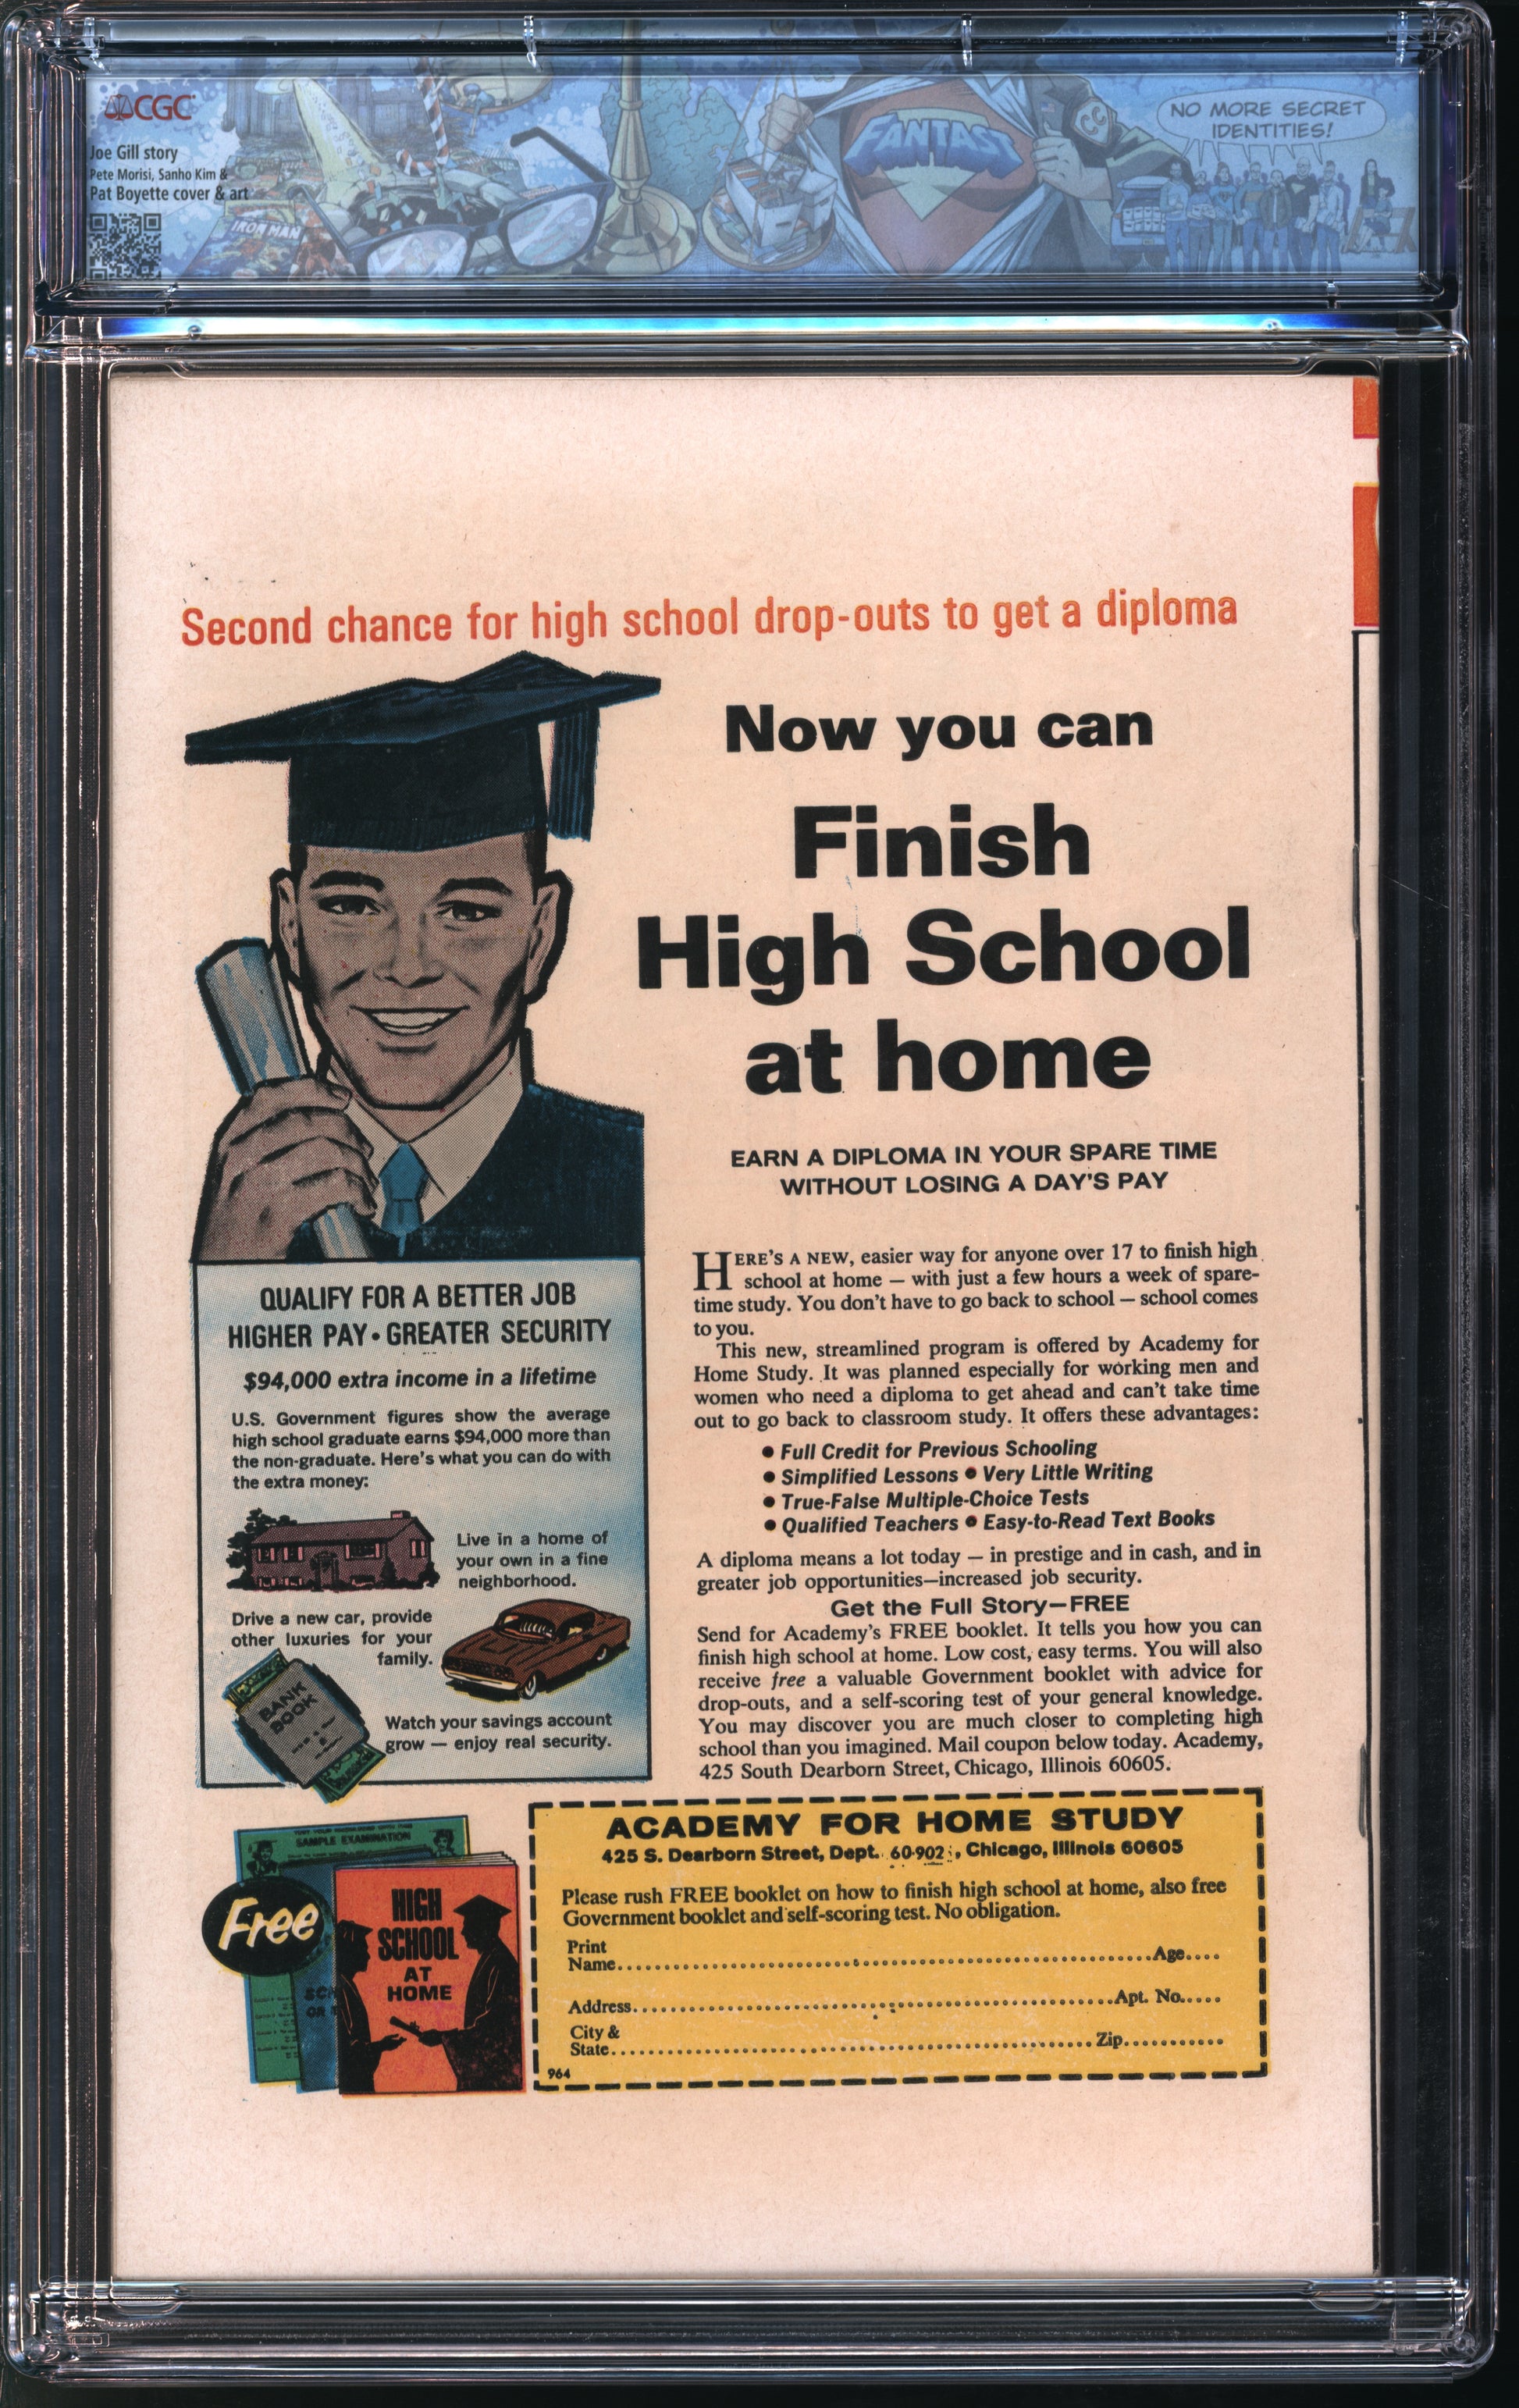 CGC
Joe Gill story
Pete Morisi, Sanho Kim &
Pat Boyette cover & art
IRON MAN
FANTAST
CC
NO MORE SECRET
IDENTITIES!
Second chance for high school drop-outs to get a diploma
Now you can
Finish
High School
at home
EARN A DIPLOMA IN YOUR SPARE TIME
WITHOUT LOSING A DAY'S PAY
HERE'S A NEW, easier way for anyone over 17 to finish high
school at home — with just a few hours a week of spare-
time study. You don't have to go back to school — school comes
to you.
This new, streamlined program is offered by Academy for
Home Study. It was planned especially for working men and
women who need a diploma to get ahead and can't take time
out to go back to classroom study. It offers these advantages:
• Full Credit for Previous Schooling
• Simplified Lessons • Very Little Writing
• True-False Multiple-Choice Tests
• Qualified Teachers • Easy-to-Read Text Books
A diploma means a lot today — in prestige and in cash, and in
greater job opportunities—increased job security.
Get the Full Story—FREE
Send for Academy's FREE booklet. It tells you how you can
finish high school at home. Low cost, easy terms. You will also
receive free a valuable Government booklet with advice for
drop-outs, and a self-scoring test of your general knowledge.
You may discover you are much closer to completing high
school than you imagined. Mail coupon below today. Academy,
425 South Dearborn Street, Chicago, Illinois 60605.
QUALIFY FOR A BETTER JOB
HIGHER PAY • GREATER SECURITY
$94,000 extra income in a lifetime
U.S. Government figures show the average
high school graduate earns $94,000 more than
the non-graduate. Here's what you can do with
the extra money:
Live in a home of
your own in a fine
neighborhood.
Drive a new car, provide
other luxuries for your
family.
BANK
BOOK
Watch your savings account
grow — enjoy real security.
SAMPLE EXAMINATION
Free
HIGH
SCHOOL
AT
HOME
ACADEMY FOR HOME STUDY
425 S. Dearborn Street, Dept. 60-902, Chicago, Illinois 60605
Please rush FREE booklet on how to finish high school at home, also free
Government booklet and self-scoring test. No obligation.
Print
Name Age
Address Apt. No.
City &
State Zip
964